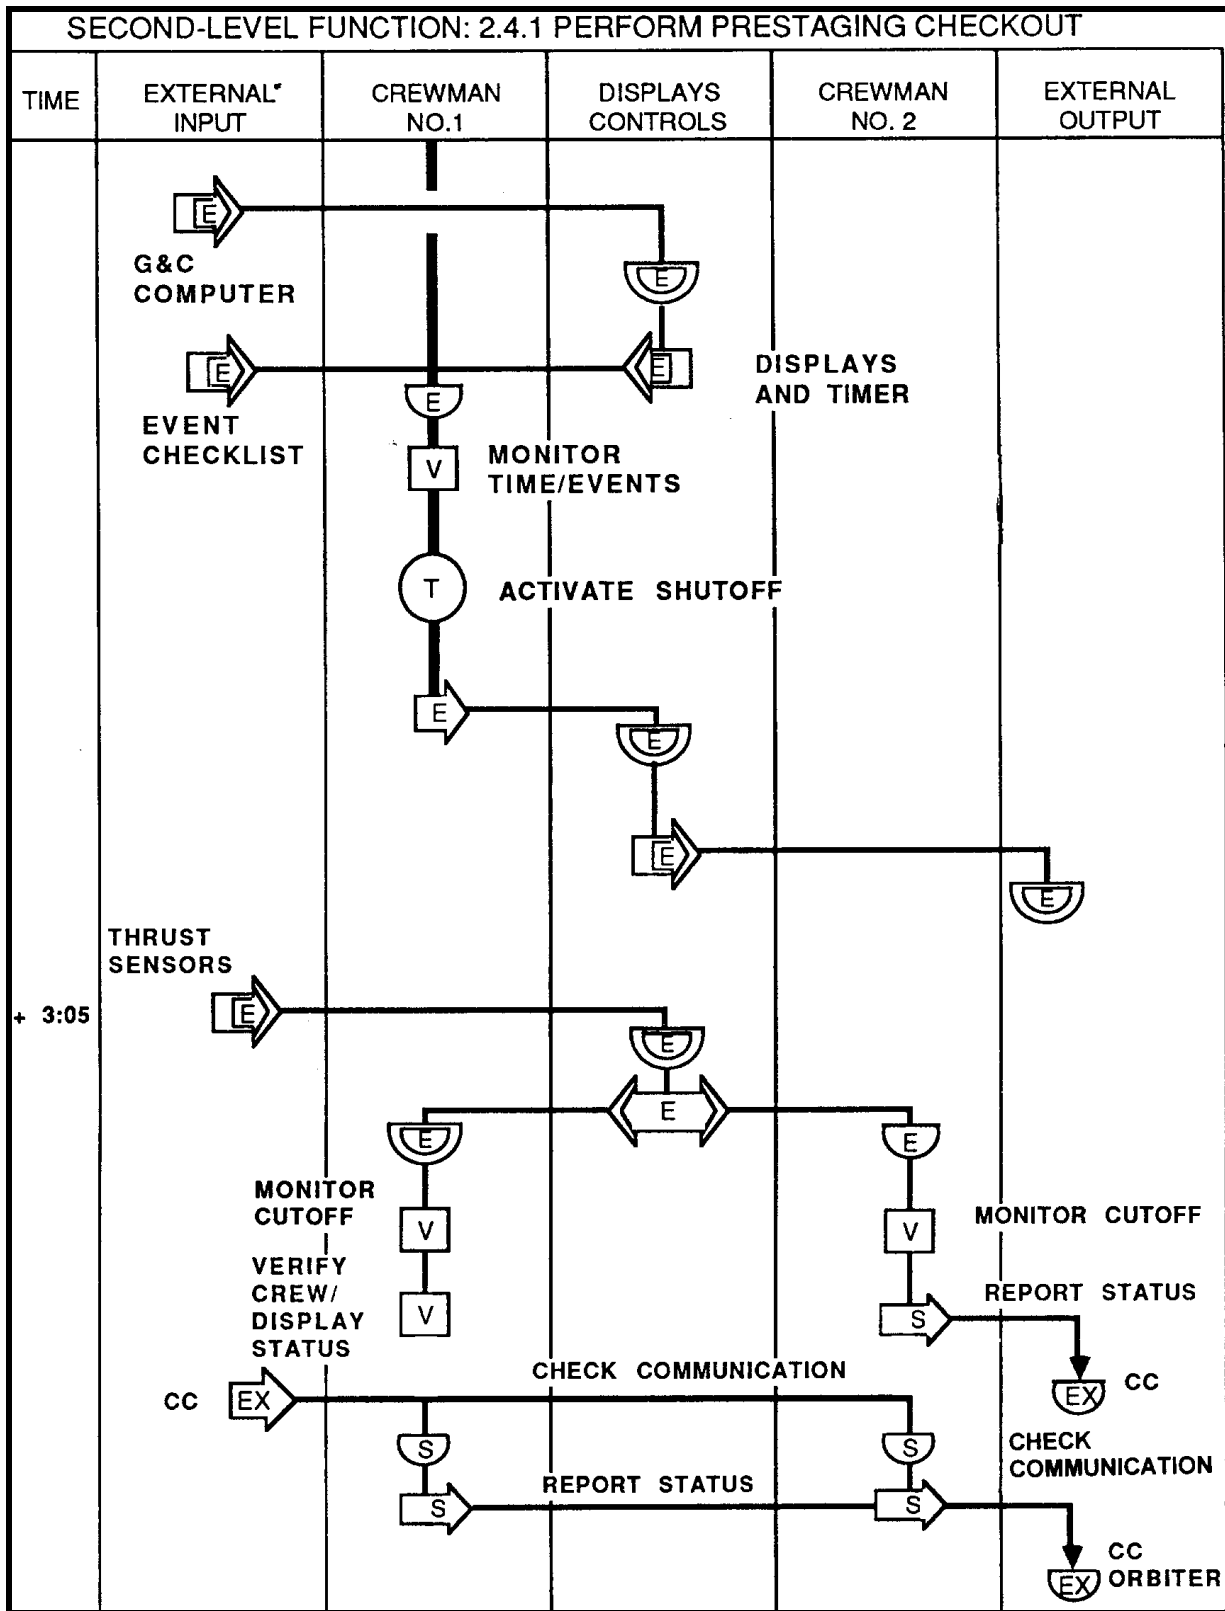 SECOND-LEVEL FUNCTION: 2.4.1 PERFORM PRESTAGING CHECKOUT
TIME
EXTERNAL*
INPUT
CREWMAN
NO.1
DISPLAYS
CONTROLS
CREWMAN
NO. 2
EXTERNAL
OUTPUT
E
G&C
COMPUTER
E
E
EVENT
CHECKLIST
E
DISPLAYS
AND TIMER
E
V
MONITOR
TIME/EVENTS
T
ACTIVATE SHUTOFF
E
E
E
E
THRUST
SENSORS
+ 3:05
E
E
E
E
E
MONITOR
CUTOFF
V
V
MONITOR CUTOFF
VERIFY
CREW/
DISPLAY
STATUS
V
S
REPORT STATUS
CC
EX
CHECK COMMUNICATION
EX
CC
S
S
CHECK
COMMUNICATION
S
REPORT STATUS
S
EX
CC
ORBITER